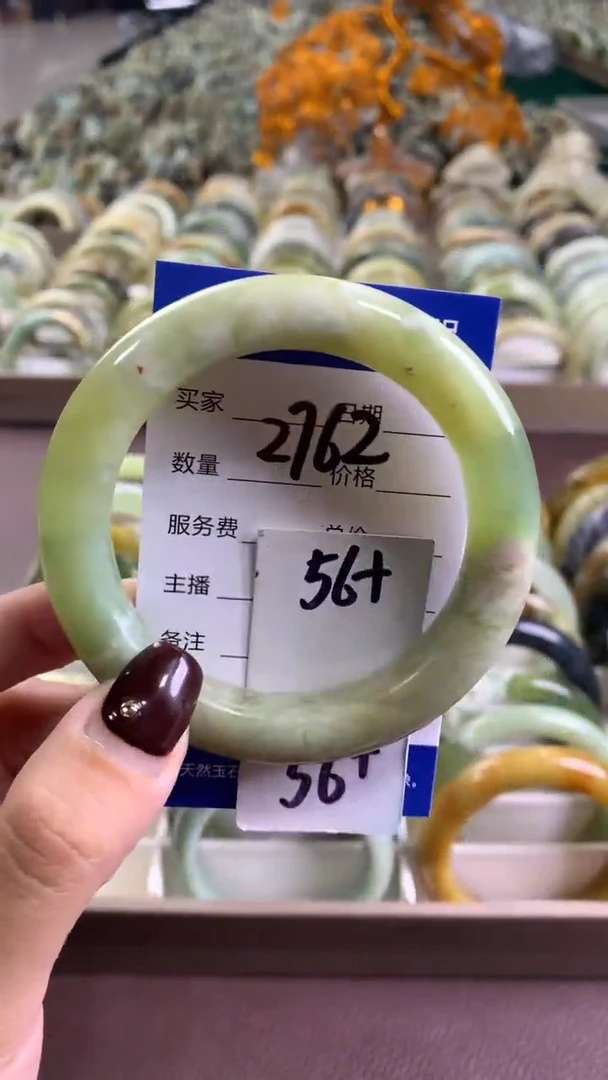 买家 日期
2762
数量 价格
服务费 总价
主播
56+
备注
天然玉石
56+